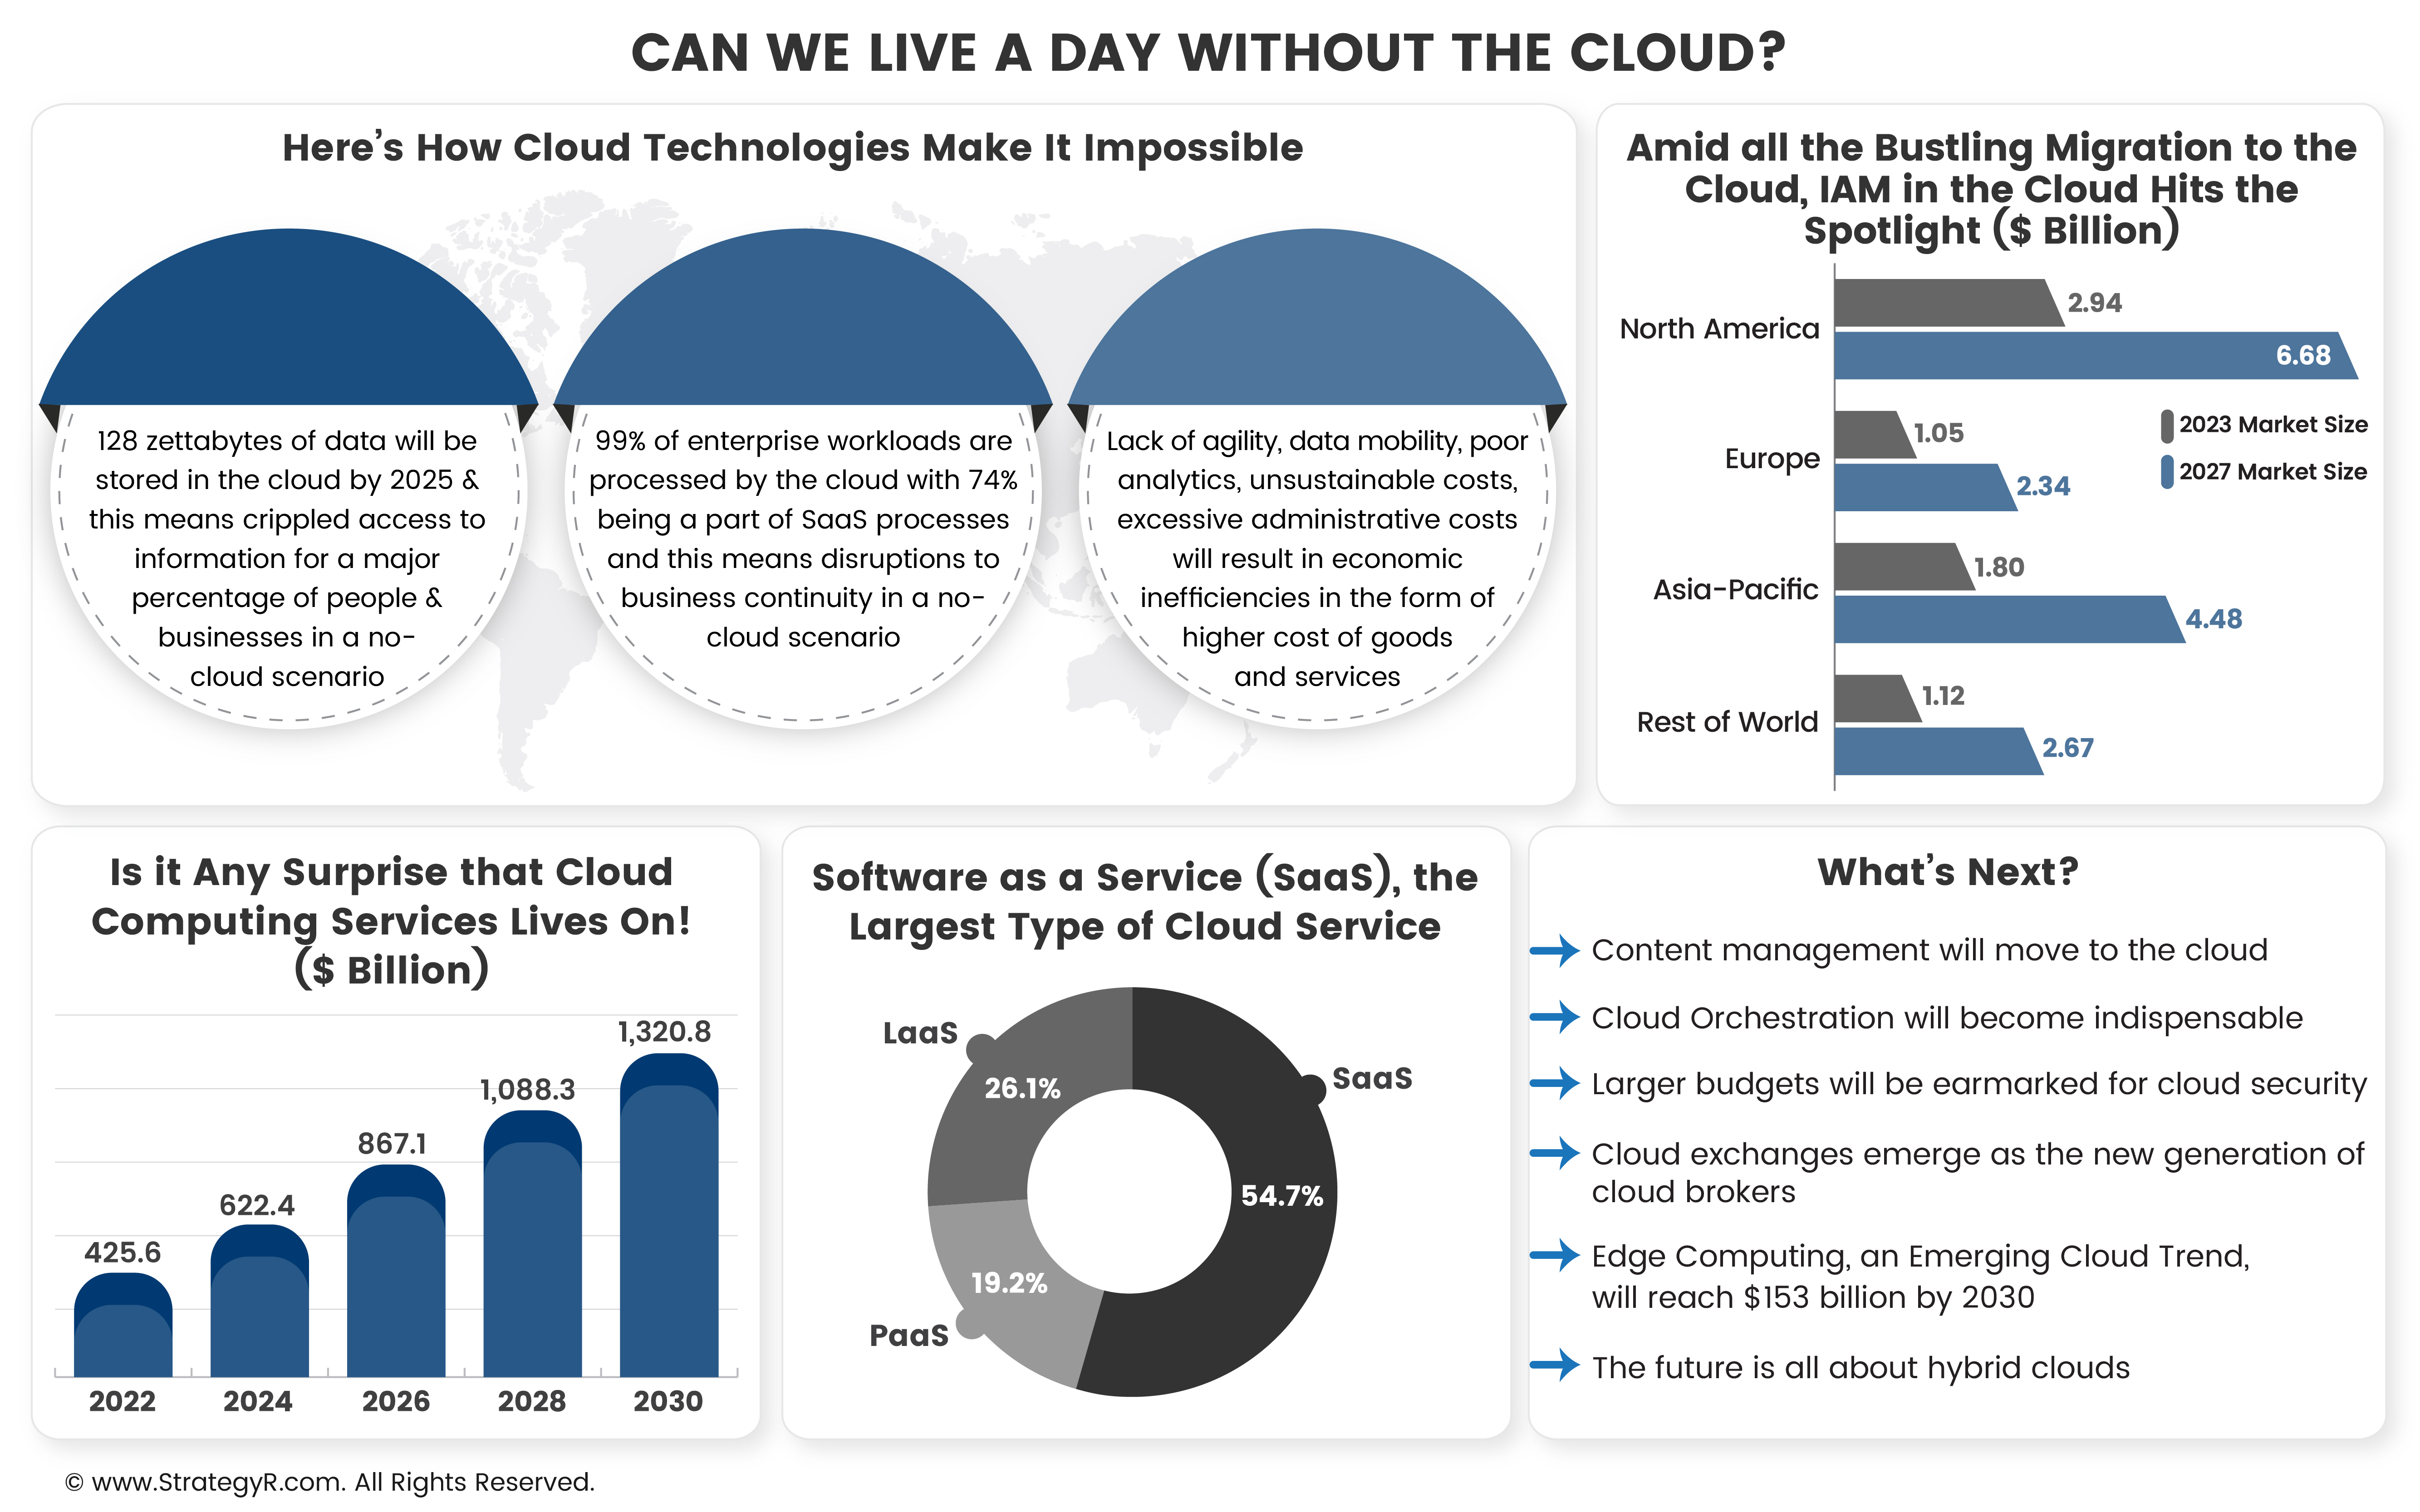 CAN WE LIVE A DAY WITHOUT THE CLOUD?
Here's How Cloud Technologies Make It Impossible
128 zettabytes of data will be
stored in the cloud by 2025 &
this means crippled access to
information for a major
percentage of people &
businesses in a no-
cloud scenario
99% of enterprise workloads are
processed by the cloud with 74%
being a part of SaaS processes
and this means disruptions to
business continuity in a no-
cloud scenario
Lack of agility, data mobility, poor
analytics, unsustainable costs,
excessive administrative costs
will result in economic
inefficiencies in the form of
higher cost of goods
and services
Amid all the Bustling Migration to the
Cloud, IAM in the Cloud Hits the
Spotlight ($ Billion)
North America
2.94
6.68
Europe
1.05
2.34
2023 Market Size
2027 Market Size
Asia-Pacific
1.80
4.48
Rest of World
1.12
2.67
Is it Any Surprise that Cloud
Computing Services Lives On!
($ Billion)
425.6
622.4
867.1
1,088.3
1,320.8
2022
2024
2026
2028
2030
Software as a Service (SaaS), the
Largest Type of Cloud Service
LaaS
26.1%
SaaS
54.7%
19.2%
PaaS
What's Next?
Content management will move to the cloud
Cloud Orchestration will become indispensable
Larger budgets will be earmarked for cloud security
Cloud exchanges emerge as the new generation of
cloud brokers
Edge Computing, an Emerging Cloud Trend,
will reach $153 billion by 2030
The future is all about hybrid clouds
© www.StrategyR.com. All Rights Reserved.